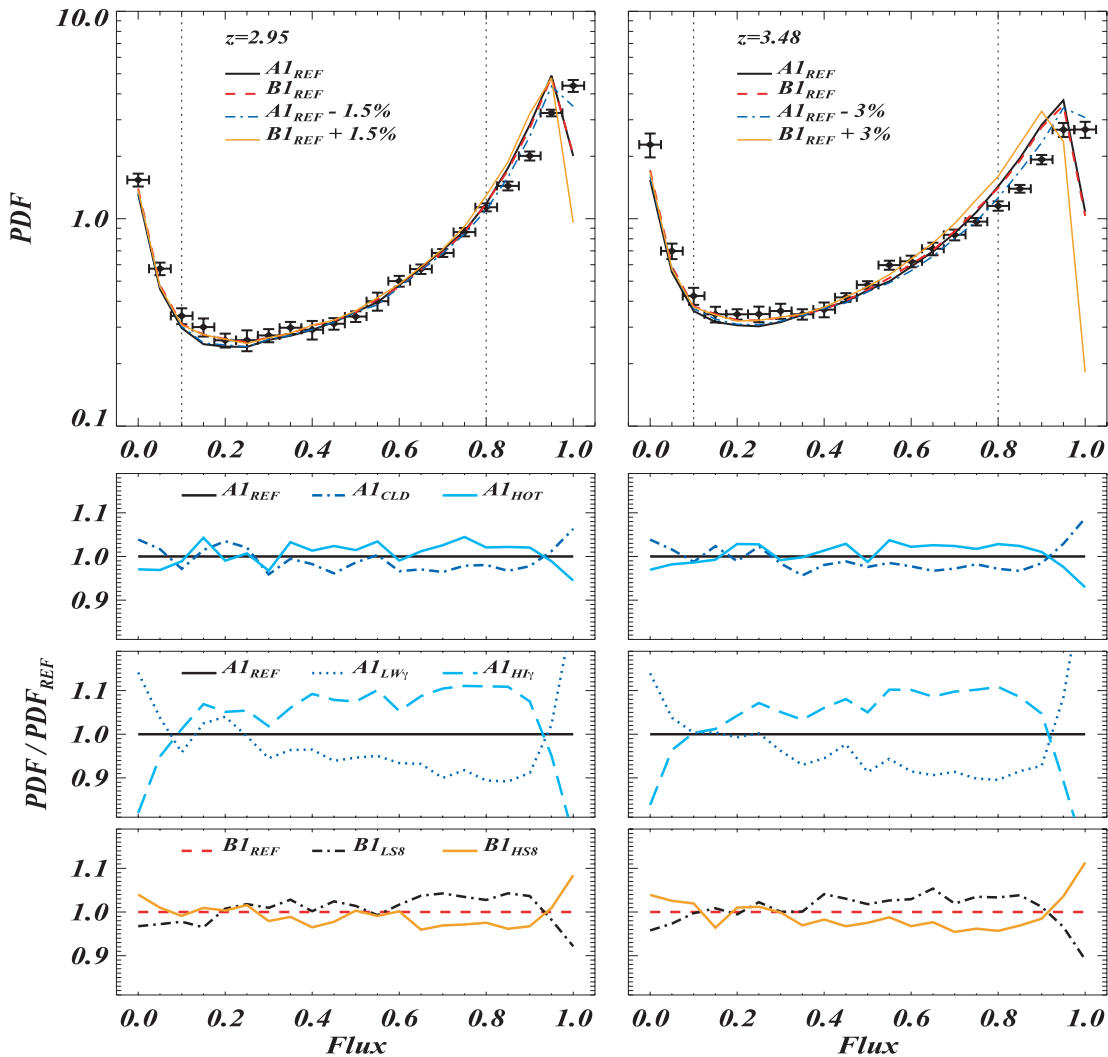 z=2.95
A1REF
B1REF
A1REF - 1.5%
B1REF + 1.5%
10.0
1.0
0.1
PDF
0.0 0.2 0.4 0.6 0.8 1.0
z=3.48
A1REF
B1REF
A1REF - 3%
B1REF + 3%
0.0 0.2 0.4 0.6 0.8 1.0
A1REF A1CLD A1HOT
1.1
1.0
0.9
A1REF A1LWγ A1HIγ
1.1
1.0
0.9
PDF / PDFREF
B1REF B1LS8 B1HS8
1.1
1.0
0.9
0.0 0.2 0.4 0.6 0.8 1.0
Flux
0.0 0.2 0.4 0.6 0.8 1.0
Flux